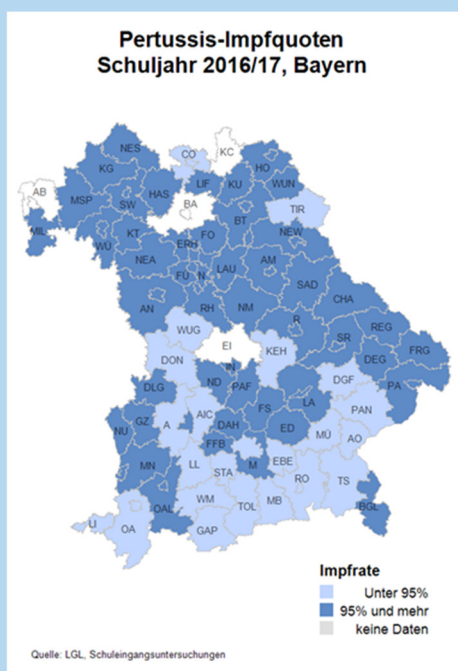 Pertussis-Impfquoten
Schuljahr 2016/17, Bayern
CO
KC
NES
KG
HO
AB
LIF
KU
WUN
HAS
MSP
SW
BA
TIR
BT
MIL
WÜ
KT
FO
NEW
ERH
NEA
AM
FÜ
N
LAU
SAD
CHA
AN
RH
NM
WUG
R
REG
EI
KEH
SR
DON
IN
DEG
FRG
DLG
ND
PAF
DGF
PA
LA
GZ
AIC
FS
PAN
A
DAH
NU
ED
MÜ
AO
FFB
MN
M
LL
EBE
STA
RO
TS
WM
OAL
TOL
MB
BGL
LI
OA
GAP
Impfrate
Unter 95%
95% und mehr
keine Daten
Quelle: LGL, Schuleingangsuntersuchungen